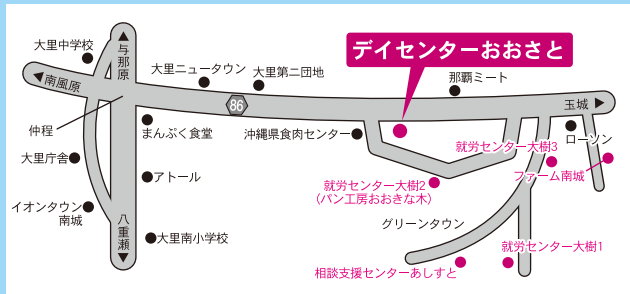 ▲与那原
大里中学校
◀南風原
大里ニュータウン
大里第二団地
デイセンターおおさと
那覇ミート
玉城▶
86
仲程
まんぷく食堂
沖縄県食肉センター
就労センター大樹3
ローソン
大里庁舎
アトール
就労センター大樹2
(パン工房おおきな木)
ファーム南城
イオンタウン
南城
八重瀬▼
大里南小学校
グリーンタウン
就労センター大樹1
相談支援センターあしすと